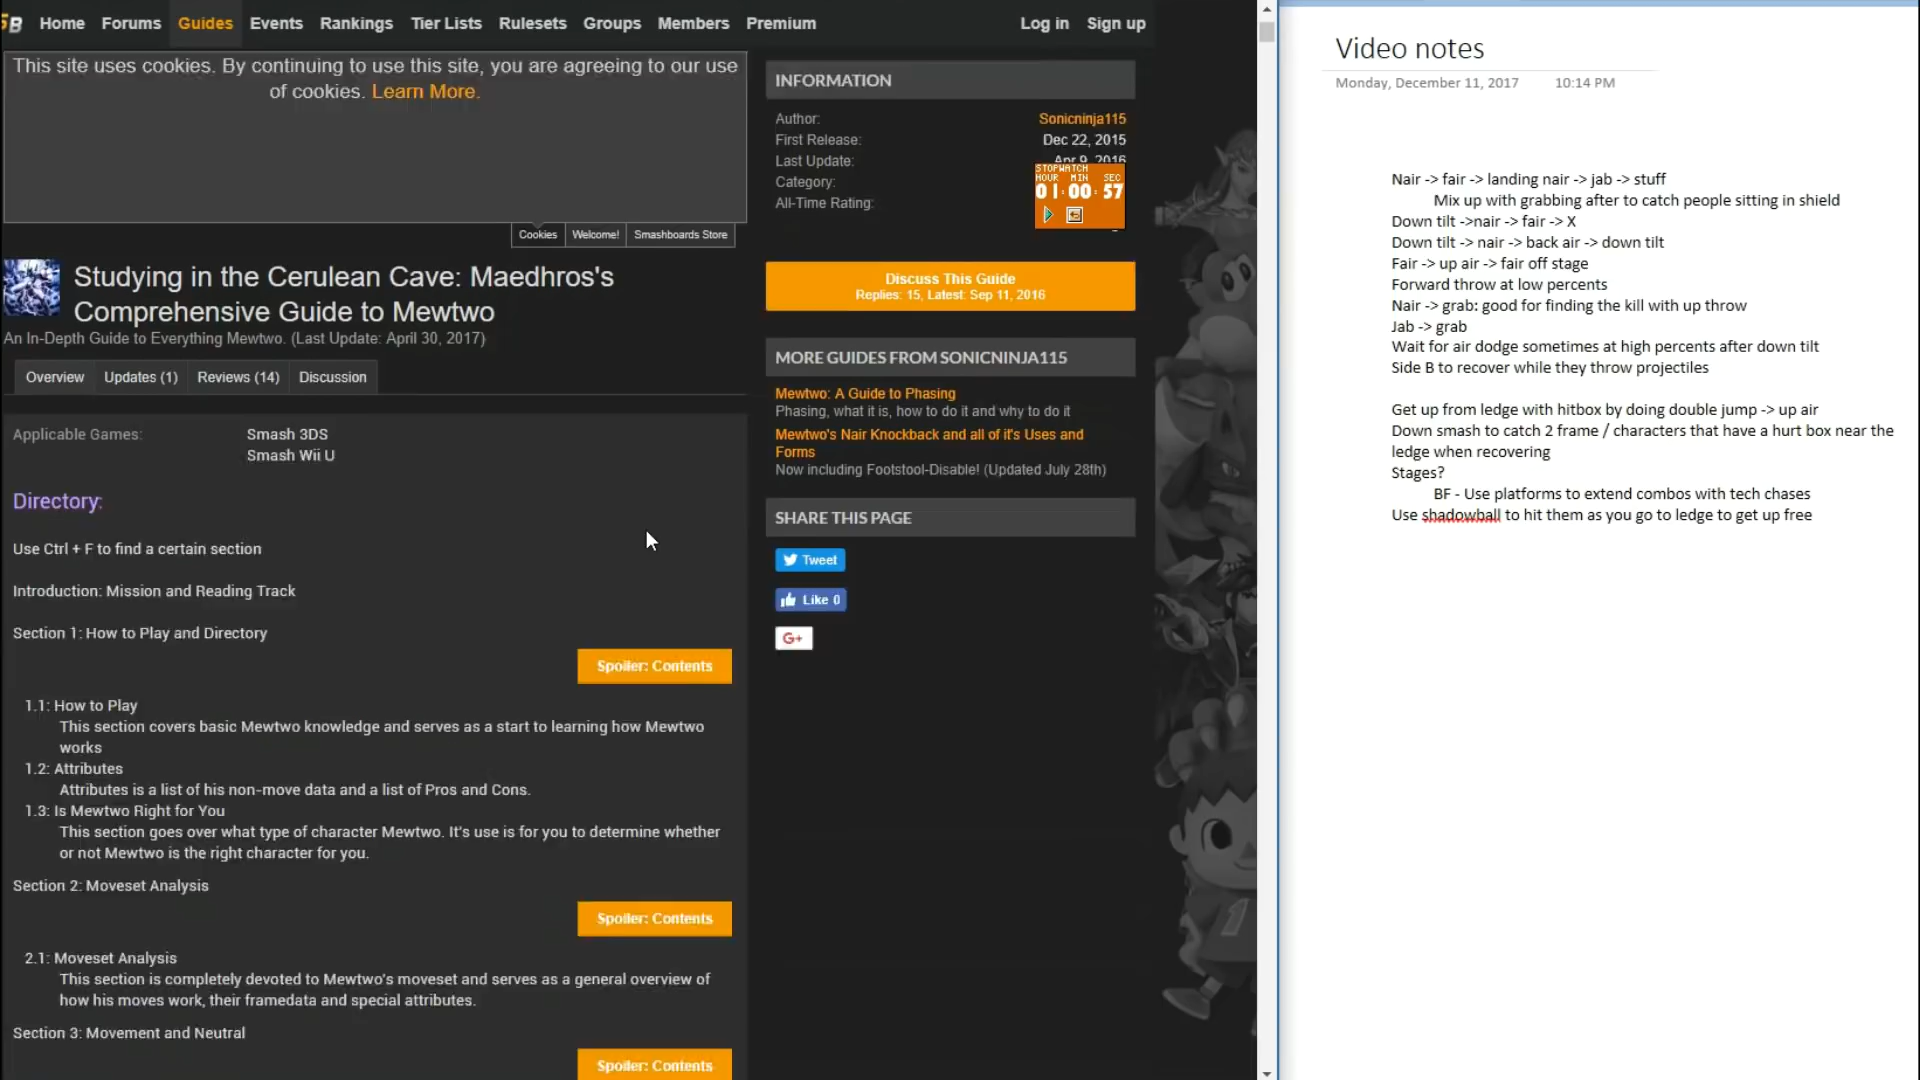 Home Forums Guides Events Rankings Tier Lists Rulesets Groups Members Premium Log in Sign up
This site uses cookies. By continuing to use this site, you are agreeing to our use
of cookies. Learn More.
Cookies Welcome! Smashboards Store
Studying in the Cerulean Cave: Maedhros's
Comprehensive Guide to Mewtwo
An In-Depth Guide to Everything Mewtwo. (Last Update: April 30, 2017)
Overview Updates (1) Reviews (14) Discussion
Applicable Games: Smash 3DS
Smash Wii U
Directory:
Use Ctrl + F to find a certain section
Introduction: Mission and Reading Track
Section 1: How to Play and Directory
Spoiler: Contents
1.1: How to Play
This section covers basic Mewtwo knowledge and serves as a start to learning how Mewtwo
works
1.2: Attributes
Attributes is a list of his non-move data and a list of Pros and Cons.
1.3: Is Mewtwo Right for You
This section goes over what type of character Mewtwo. It's use is for you to determine whether
or not Mewtwo is the right character for you.
Section 2: Moveset Analysis
Spoiler: Contents
2.1: Moveset Analysis
This section is completely devoted to Mewtwo's moveset and serves as a general overview of
how his moves work, their framedata and special attributes.
Section 3: Movement and Neutral
Spoiler: Contents
INFORMATION
Author: Sonicninja115
First Release: Dec 22, 2015
Last Update: Apr 9, 2016
Category:
All-Time Rating:
STOPWATCH
HOUR MIN SEC
01:00:57
Discuss This Guide
Replies: 15, Latest: Sep 11, 2016
MORE GUIDES FROM SONICNINJA115
Mewtwo: A Guide to Phasing
Phasing, what it is, how to do it and why to do it
Mewtwo's Nair Knockback and all of it's Uses and
Forms
Now including Footstool-Disable! (Updated July 28th)
SHARE THIS PAGE
Tweet
Like 0
G+
Video notes
Monday, December 11, 2017 10:14 PM
Nair -> fair -> landing nair -> jab -> stuff
Mix up with grabbing after to catch people sitting in shield
Down tilt ->nair -> fair -> X
Down tilt -> nair -> back air -> down tilt
Fair -> up air -> fair off stage
Forward throw at low percents
Nair -> grab: good for finding the kill with up throw
Jab -> grab
Wait for air dodge sometimes at high percents after down tilt
Side B to recover while they throw projectiles
Get up from ledge with hitbox by doing double jump -> up air
Down smash to catch 2 frame / characters that have a hurt box near the
ledge when recovering
Stages?
BF - Use platforms to extend combos with tech chases
Use shadowball to hit them as you go to ledge to get up free